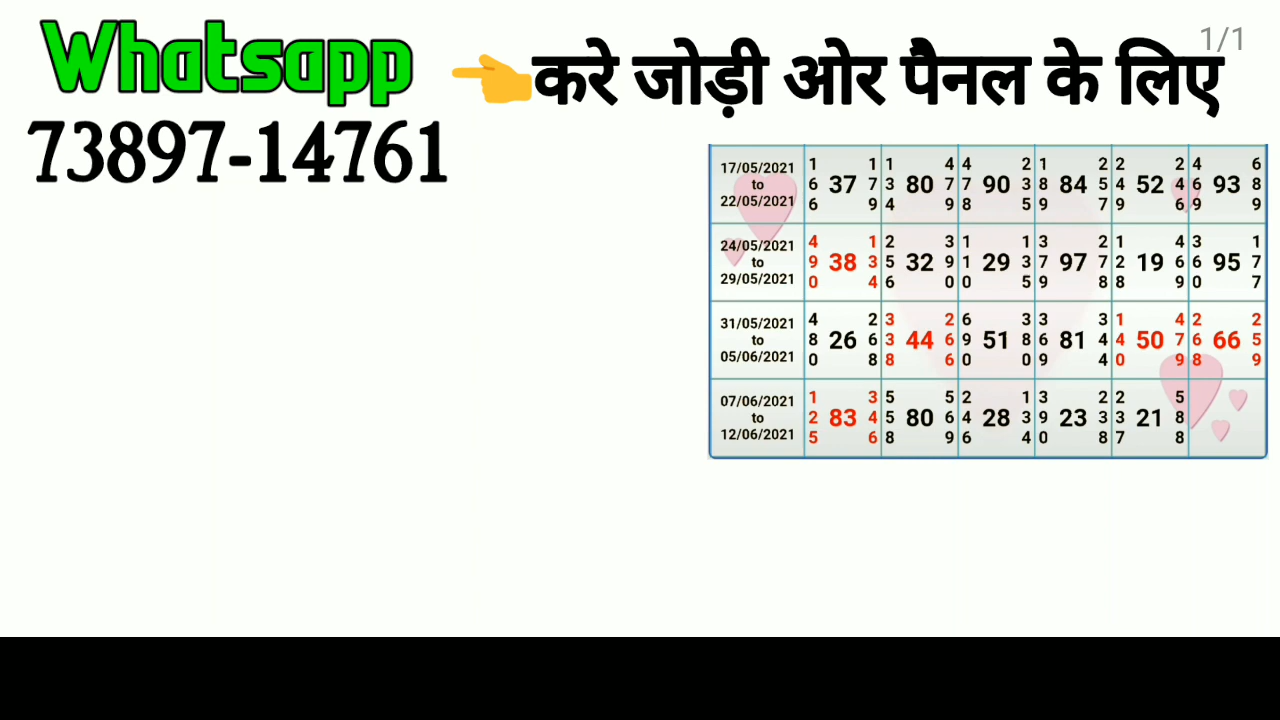 Whatsapp 👈करे जोड़ी ओर पैनल के लिए
1/1
73897-14761
17/05/2021 to 22/05/2021 166 37 179 134 80 479 478 90 235 189 84 257 249 52 246 469 93 689
24/05/2021 to 29/05/2021 490 38 134 256 32 390 110 29 135 379 97 278 128 19 469 360 95 177
31/05/2021 to 05/06/2021 480 26 268 338 44 266 690 51 380 369 81 344 140 50 479 268 66 259
07/06/2021 to 12/06/2021 125 83 346 558 80 569 246 28 134 390 23 238 237 21 588